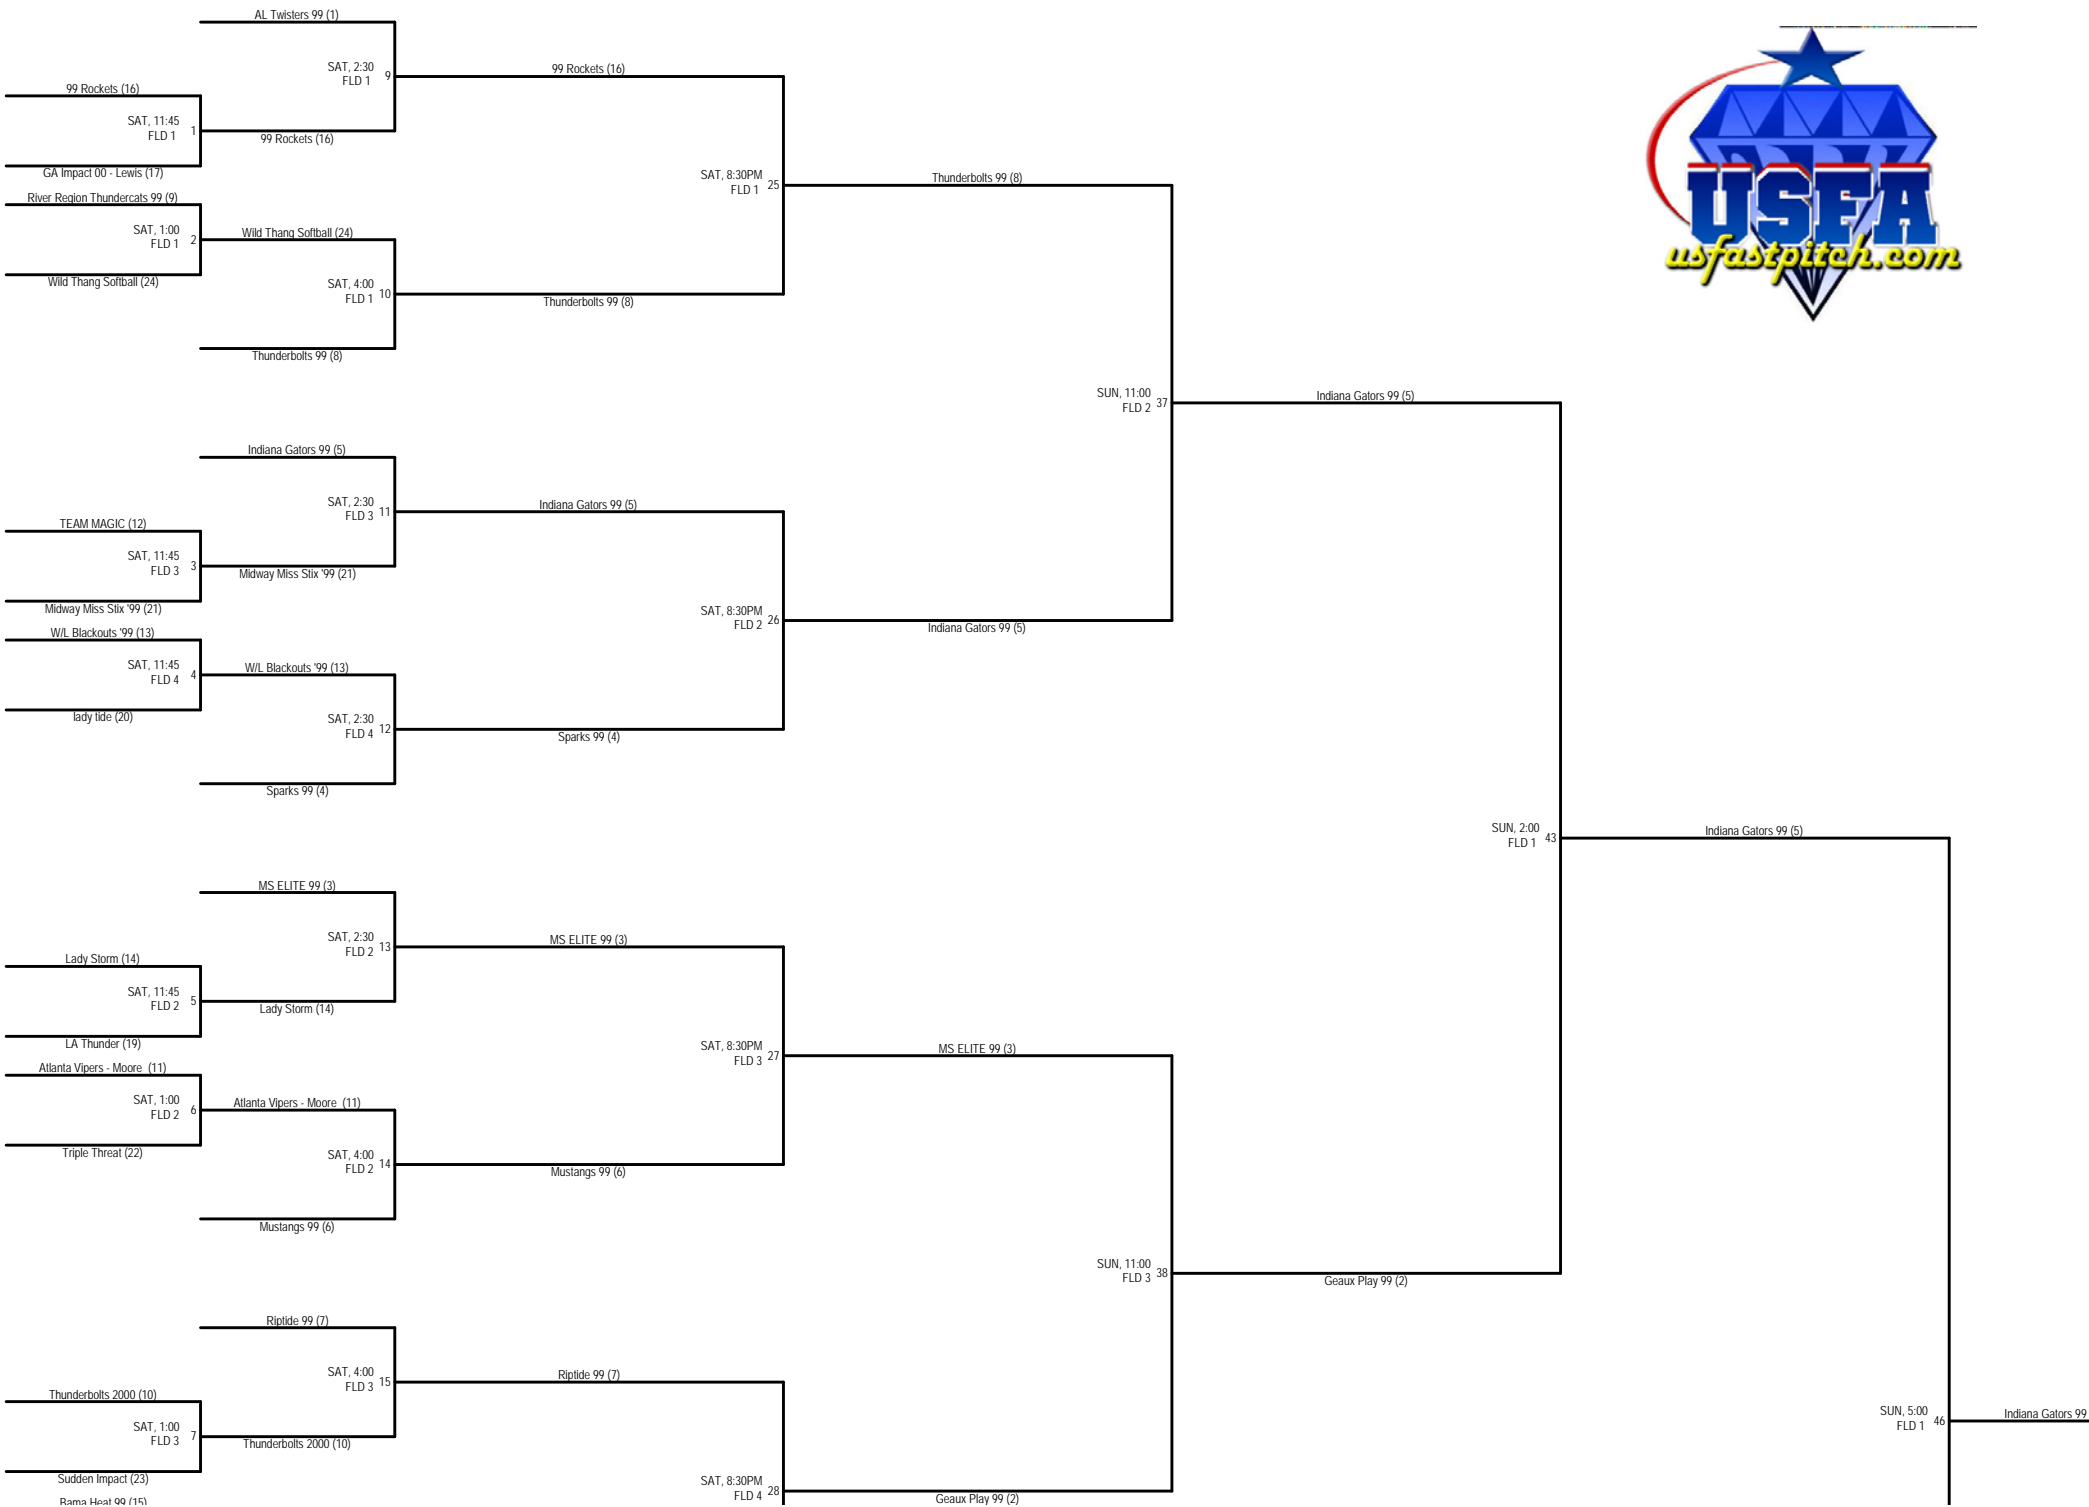 AL Twisters 99 (1)
SAT, 2:30
FLD 1
9
99 Rockets (16)
99 Rockets (16)
SAT, 11:45
FLD 1
1
99 Rockets (16)
GA Impact 00 - Lewis (17)
SAT, 8:30PM
FLD 1
25
Thunderbolts 99 (8)
River Region Thundercats 99 (9)
SAT, 1:00
FLD 1
2
Wild Thang Softball (24)
Wild Thang Softball (24)
SAT, 4:00
FLD 1
10
Thunderbolts 99 (8)
Thunderbolts 99 (8)
USFA
usfastpitch.com
SUN, 11:00
FLD 2
37
Indiana Gators 99 (5)
Indiana Gators 99 (5)
SAT, 2:30
FLD 3
11
Indiana Gators 99 (5)
TEAM MAGIC (12)
SAT, 11:45
FLD 3
3
Midway Miss Stix '99 (21)
Midway Miss Stix '99 (21)
SAT, 8:30PM
FLD 2
26
Indiana Gators 99 (5)
W/L Blackouts '99 (13)
SAT, 11:45
FLD 4
4
W/L Blackouts '99 (13)
lady tide (20)
SAT, 2:30
FLD 4
12
Sparks 99 (4)
Sparks 99 (4)
SUN, 2:00
FLD 1
43
Indiana Gators 99 (5)
MS ELITE 99 (3)
SAT, 2:30
FLD 2
13
MS ELITE 99 (3)
Lady Storm (14)
SAT, 11:45
FLD 2
5
Lady Storm (14)
LA Thunder (19)
SAT, 8:30PM
FLD 3
27
MS ELITE 99 (3)
Atlanta Vipers - Moore (11)
SAT, 1:00
FLD 2
6
Atlanta Vipers - Moore (11)
Triple Threat (22)
SAT, 4:00
FLD 2
14
Mustangs 99 (6)
Mustangs 99 (6)
SUN, 11:00
FLD 3
38
Geaux Play 99 (2)
Riptide 99 (7)
SAT, 4:00
FLD 3
15
Riptide 99 (7)
Thunderbolts 2000 (10)
SAT, 1:00
FLD 3
7
Thunderbolts 2000 (10)
Sudden Impact (23)
SUN, 5:00
FLD 1
46
Indiana Gators 99
SAT, 8:30PM
FLD 4
28
Geaux Play 99 (2)
Bama Heat 99 (15)